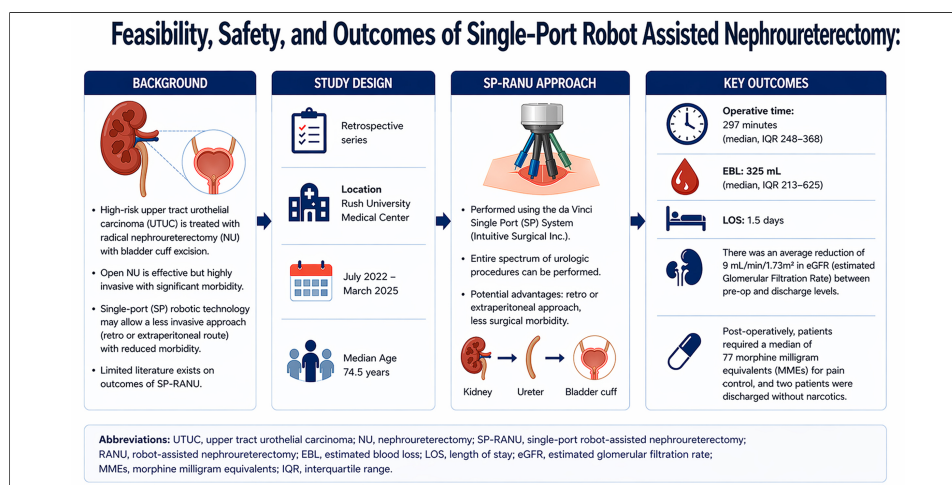 Feasibility, Safety, and Outcomes of Single-Port Robot Assisted Nephroureterectomy:
BACKGROUND
• High-risk upper tract urothelial
carcinoma (UTUC) is treated with
radical nephroureterectomy (NU)
with bladder cuff excision.
• Open NU is effective but highly
invasive with significant morbidity.
• Single-port (SP) robotic technology
may allow a less invasive approach
(retro or extraperitoneal route)
with reduced morbidity.
• Limited literature exists on
outcomes of SP-RANU.
STUDY DESIGN
Retrospective
series
Location
Rush University
Medical Center
July 2022 –
March 2025
Median Age
74.5 years
SP-RANU APPROACH
• Performed using the da Vinci
Single Port (SP) System
(Intuitive Surgical Inc.).
• Entire spectrum of urologic
procedures can be performed.
• Potential advantages: retro or
extraperitoneal approach,
less surgical morbidity.
Kidney
Ureter
Bladder cuff
KEY OUTCOMES
Operative time:
297 minutes
(median, IQR 248–368)
EBL: 325 mL
(median, IQR 213–625)
LOS: 1.5 days
There was an average reduction of
9 mL/min/1.73m² in eGFR (estimated
Glomerular Filtration Rate) between
pre-op and discharge levels.
Post-operatively, patients
required a median of
77 morphine milligram
equivalents (MMEs) for pain
control, and two patients were
discharged without narcotics.
Abbreviations: UTUC, upper tract urothelial carcinoma; NU, nephroureterectomy; SP-RANU, single-port robot-assisted nephroureterectomy;
RANU, robot-assisted nephroureterectomy; EBL, estimated blood loss; LOS, length of stay; eGFR, estimated glomerular filtration rate;
MMEs, morphine milligram equivalents; IQR, interquartile range.